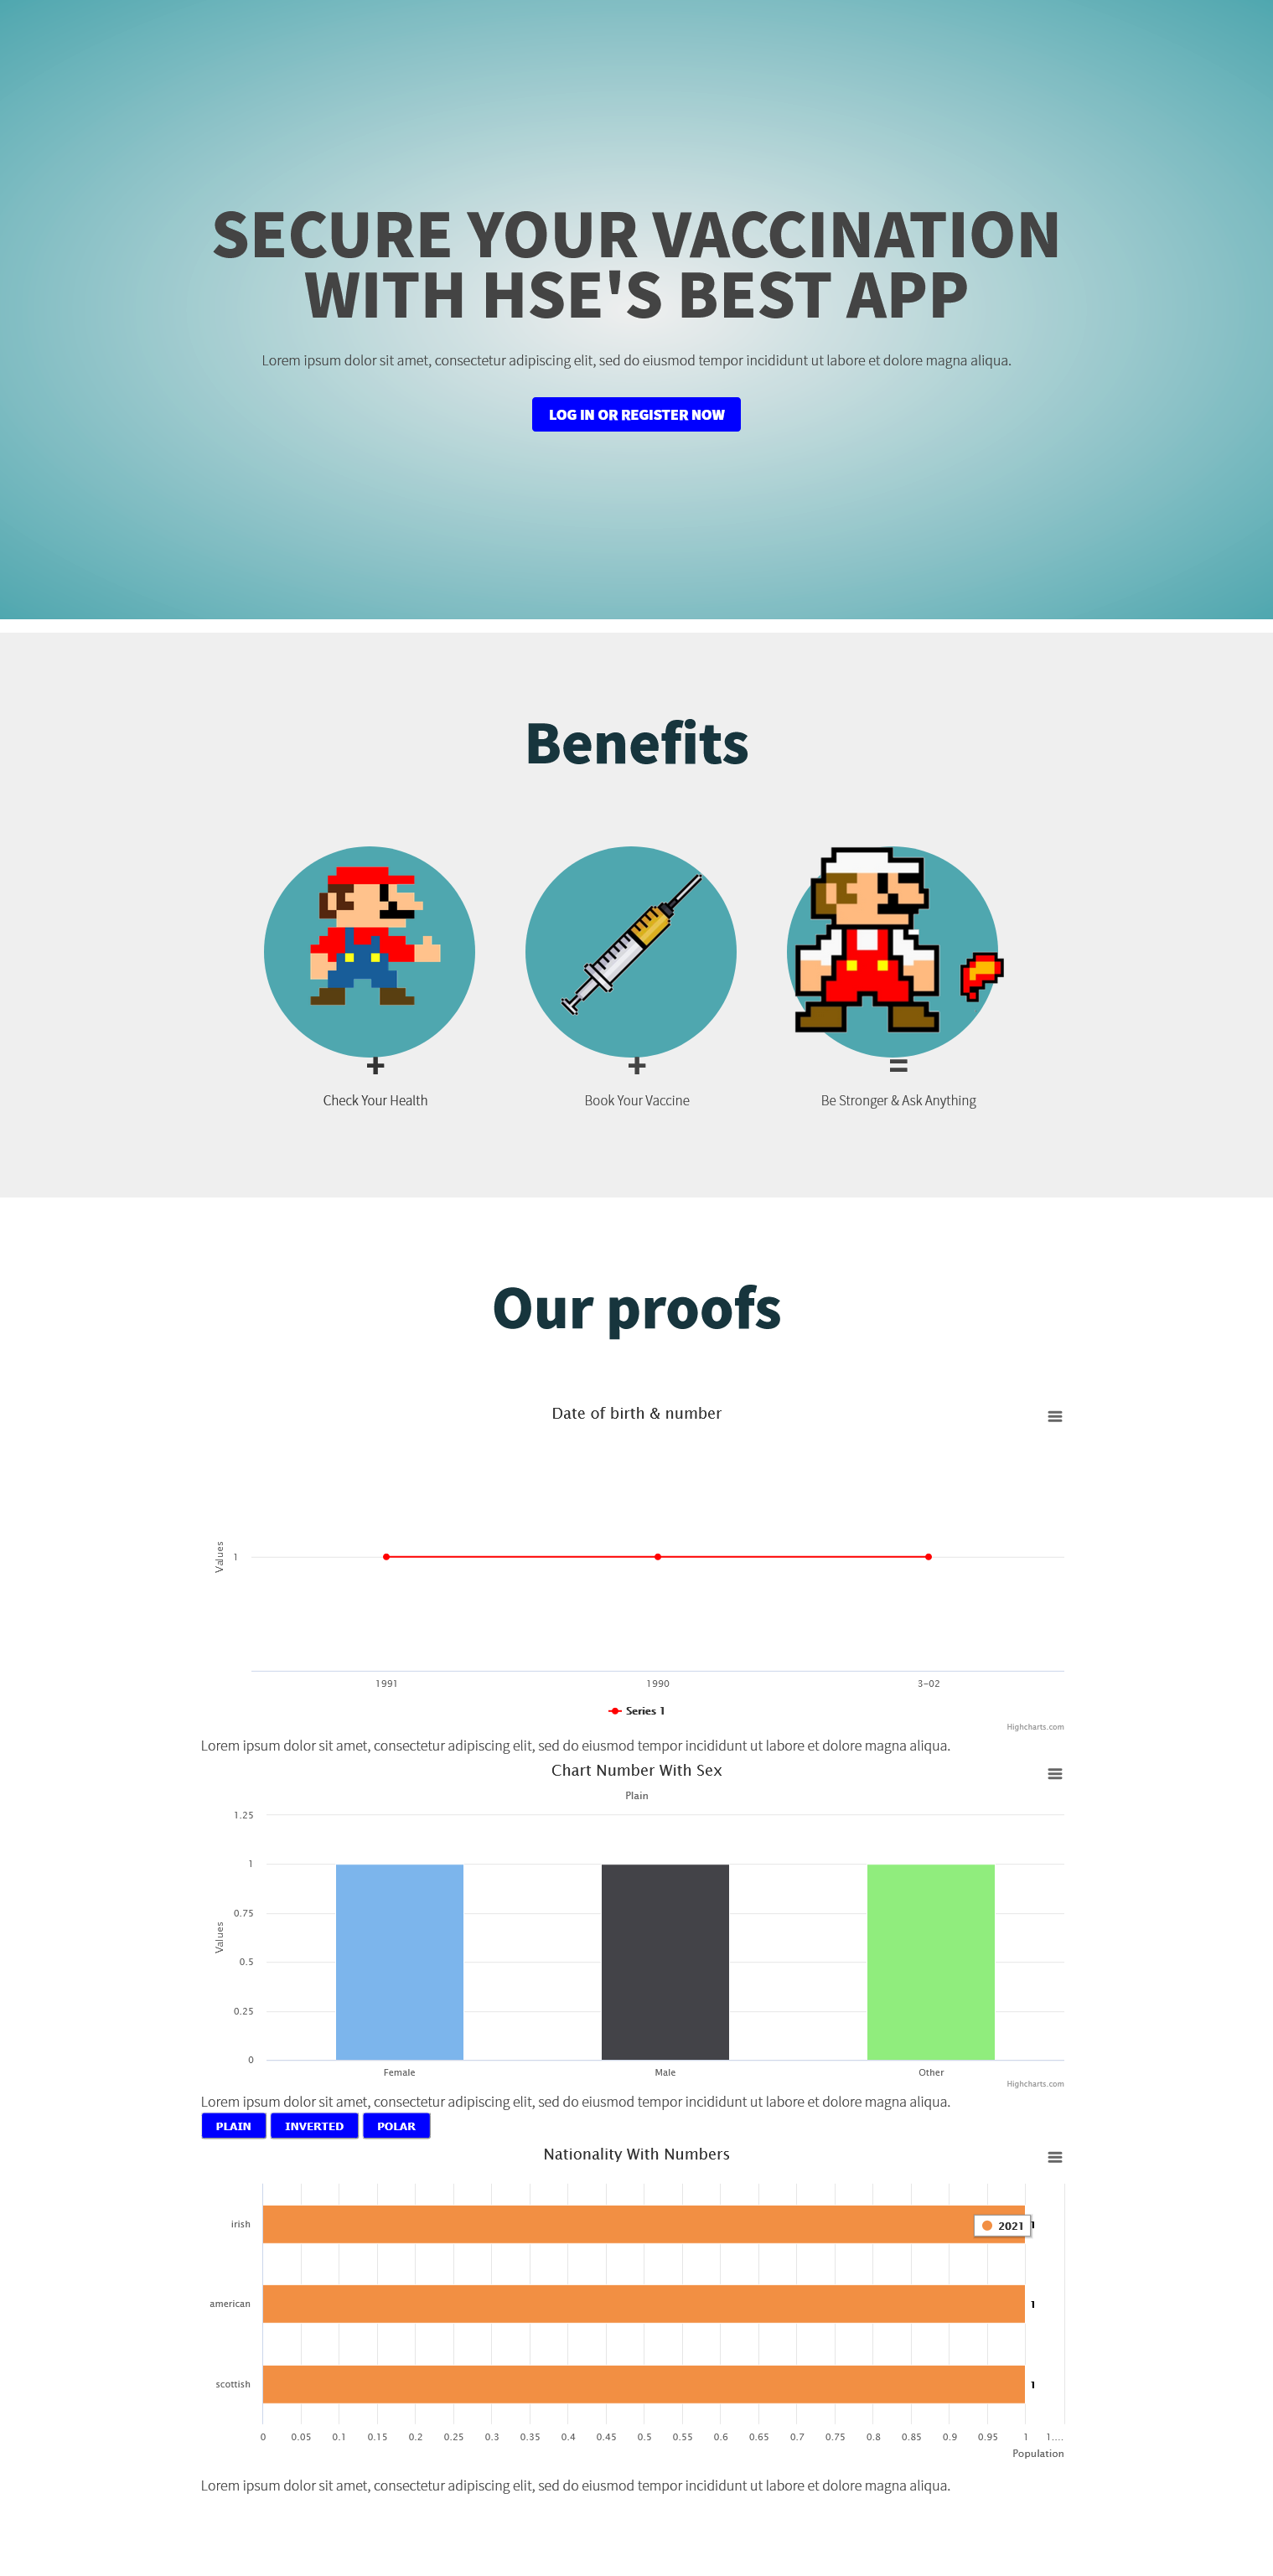 SECURE YOUR VACCINATION
WITH HSE'S BEST APP
Lorem ipsum dolor sit amet, consectetur adipiscing elit, sed do eiusmod tempor incididunt ut labore et dolore magna aliqua.
LOG IN OR REGISTER NOW
Benefits
+ + =
Check Your Health Book Your Vaccine Be Stronger & Ask Anything
Our proofs
Date of birth & number
Values
1
1991 1990 3-02
Series 1
Highcharts.com
Lorem ipsum dolor sit amet, consectetur adipiscing elit, sed do eiusmod tempor incididunt ut labore et dolore magna aliqua.
Chart Number With Sex
Plain
Values
1.25
1
0.75
0.5
0.25
0
Female Male Other
Highcharts.com
Lorem ipsum dolor sit amet, consectetur adipiscing elit, sed do eiusmod tempor incididunt ut labore et dolore magna aliqua.
PLAIN INVERTED POLAR
Nationality With Numbers
irish 2021 1
american 1
scottish 1
0 0.05 0.1 0.15 0.2 0.25 0.3 0.35 0.4 0.45 0.5 0.55 0.6 0.65 0.7 0.75 0.8 0.85 0.9 0.95 1 1.…
Population
Lorem ipsum dolor sit amet, consectetur adipiscing elit, sed do eiusmod tempor incididunt ut labore et dolore magna aliqua.